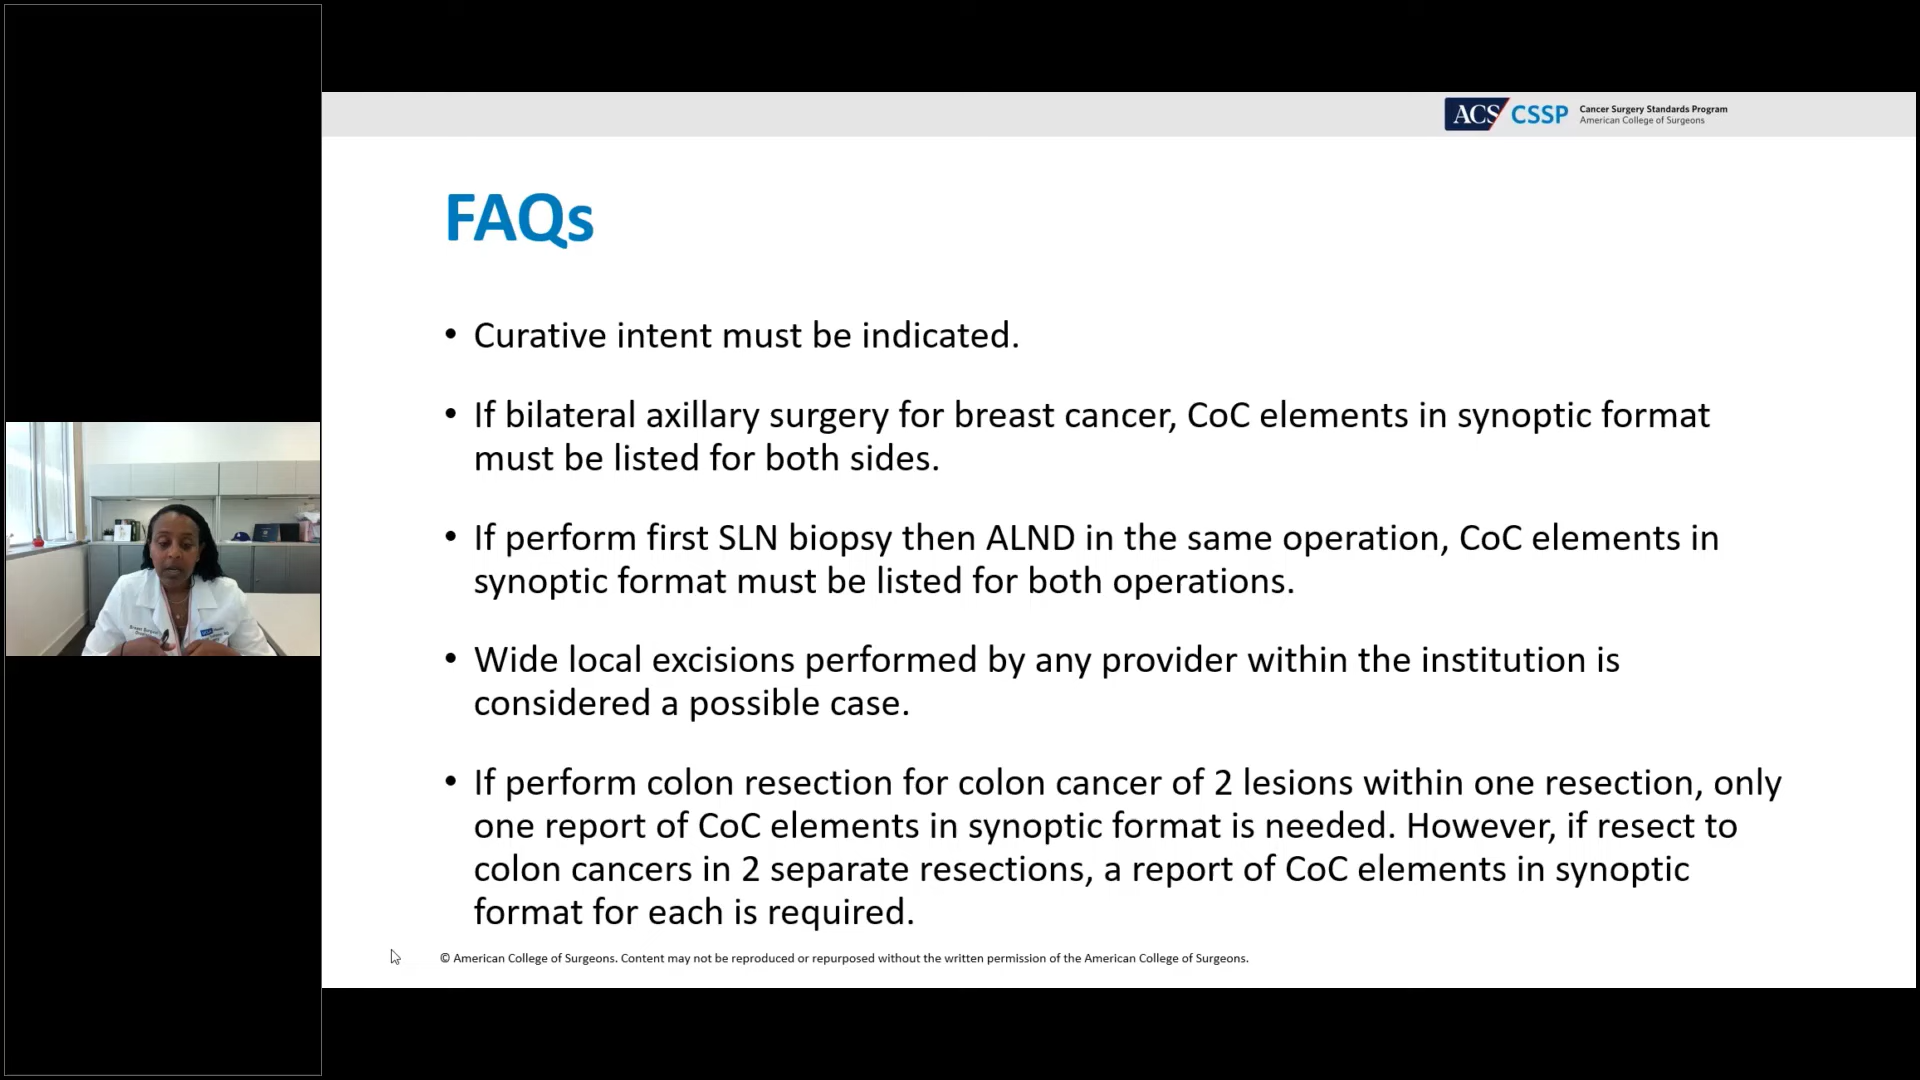 ACS CSSP Cancer Surgery Standards Program
American College of Surgeons
FAQs
• Curative intent must be indicated.
• If bilateral axillary surgery for breast cancer, CoC elements in synoptic format
must be listed for both sides.
• If perform first SLN biopsy then ALND in the same operation, CoC elements in
synoptic format must be listed for both operations.
• Wide local excisions performed by any provider within the institution is
considered a possible case.
• If perform colon resection for colon cancer of 2 lesions within one resection, only
one report of CoC elements in synoptic format is needed. However, if resect to
colon cancers in 2 separate resections, a report of CoC elements in synoptic
format for each is required.
© American College of Surgeons. Content may not be reproduced or repurposed without the written permission of the American College of Surgeons.